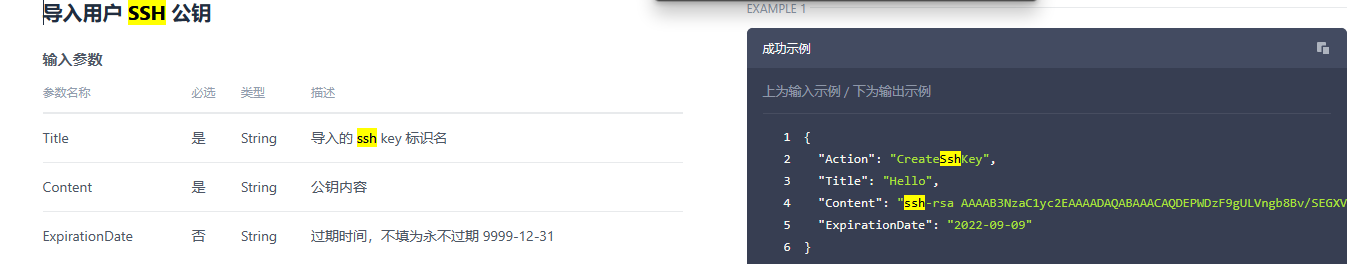 导入用户 SSH 公钥
输入参数
参数名称 必选 类型 描述
Title 是 String 导入的 ssh key 标识名
Content 是 String 公钥内容
ExpirationDate 否 String 过期时间，不填为永不过期 9999-12-31
EXAMPLE 1
成功示例
上为输入示例 / 下为输出示例
1 {
2 "Action": "CreateSshKey",
3 "Title": "Hello",
4 "Content": "ssh-rsa AAAAB3NzaC1yc2EAAAADAQABAAACAQDEPWDzF9gULVngb8Bv/SEGXV
5 "ExpirationDate": "2022-09-09"
6 }